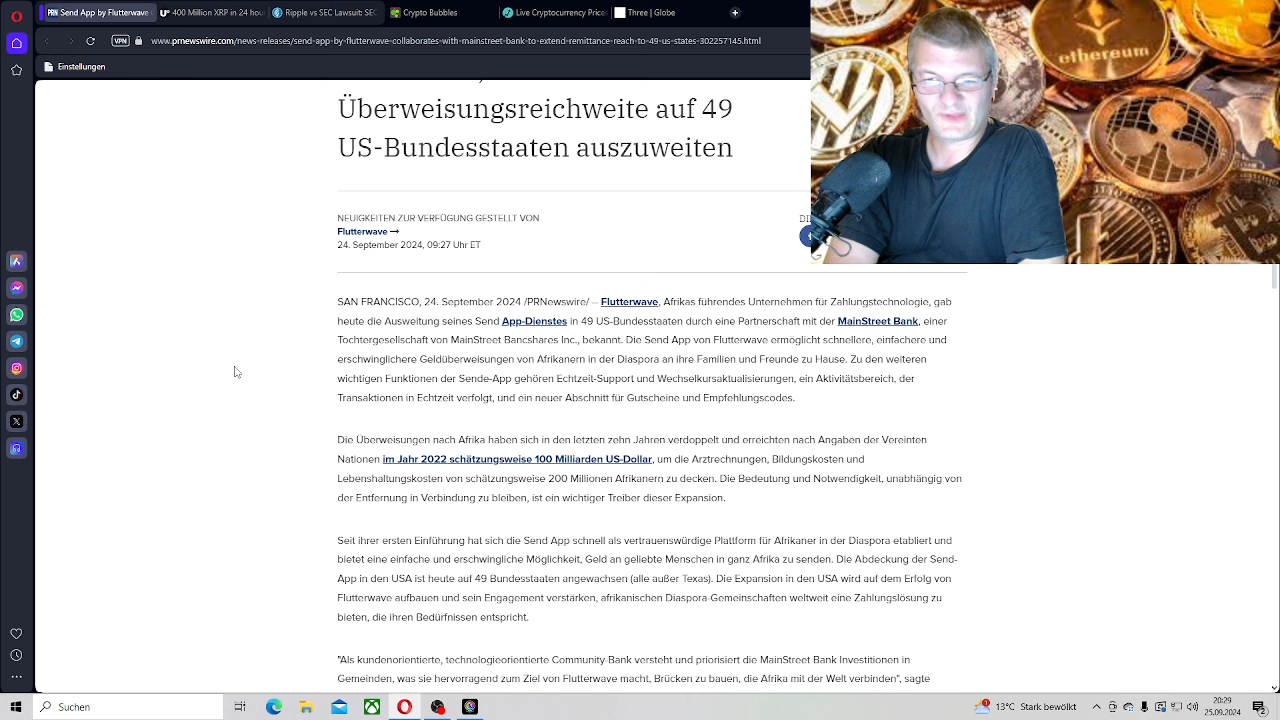 Send App by Flutterwave
400 Million XRP in 24 hou
Ripple vs SEC Lawsuit: SEC
Crypto Bubbles
Live Cryptocurrency Price
Three | Globe
VPN
www.prnewswire.com/news-releases/send-app-by-flutterwave-collaborates-with-mainstreet-bank-to-extend-remittance-reach-to-49-us-states-302257145.html
Einstellungen
ethereum
Überweisungsreichweite auf 49
US-Bundesstaaten auszuweiten
NEUIGKEITEN ZUR VERFÜGUNG GESTELLT VON
Flutterwave →
24. September 2024, 09:27 Uhr ET
SAN FRANCISCO, 24. September 2024 /PRNewswire/ -- Flutterwave, Afrikas führendes Unternehmen für Zahlungstechnologie, gab
heute die Ausweitung seines Send App-Dienstes in 49 US-Bundesstaaten durch eine Partnerschaft mit der MainStreet Bank, einer
Tochtergesellschaft von MainStreet Bancshares Inc., bekannt. Die Send App von Flutterwave ermöglicht schnellere, einfachere und
erschwinglichere Geldüberweisungen von Afrikanern in der Diaspora an ihre Familien und Freunde zu Hause. Zu den weiteren
wichtigen Funktionen der Sende-App gehören Echtzeit-Support und Wechselkursaktualisierungen, ein Aktivitätsbereich, der
Transaktionen in Echtzeit verfolgt, und ein neuer Abschnitt für Gutscheine und Empfehlungscodes.
Die Überweisungen nach Afrika haben sich in den letzten zehn Jahren verdoppelt und erreichten nach Angaben der Vereinten
Nationen im Jahr 2022 schätzungsweise 100 Milliarden US-Dollar, um die Arztrechnungen, Bildungskosten und
Lebenshaltungskosten von schätzungsweise 200 Millionen Afrikanern zu decken. Die Bedeutung und Notwendigkeit, unabhängig von
der Entfernung in Verbindung zu bleiben, ist ein wichtiger Treiber dieser Expansion.
Seit ihrer ersten Einführung hat sich die Send App schnell als vertrauenswürdige Plattform für Afrikaner in der Diaspora etabliert und
bietet eine einfache und erschwingliche Möglichkeit, Geld an geliebte Menschen in ganz Afrika zu senden. Die Abdeckung der Send-
App in den USA ist heute auf 49 Bundesstaaten angewachsen (alle außer Texas). Die Expansion in den USA wird auf dem Erfolg von
Flutterwave aufbauen und sein Engagement verstärken, afrikanischen Diaspora-Gemeinschaften weltweit eine Zahlungslösung zu
bieten, die ihren Bedürfnissen entspricht.
"Als kundenorientierte, technologieorientierte Community-Bank versteht und priorisiert die MainStreet Bank Investitionen in
Gemeinden, was sie hervorragend zum Ziel von Flutterwave macht, Brücken zu bauen, die Afrika mit der Welt verbinden", sagte
Suchen
13°C Stark bewölkt
20:29
25.09.2024